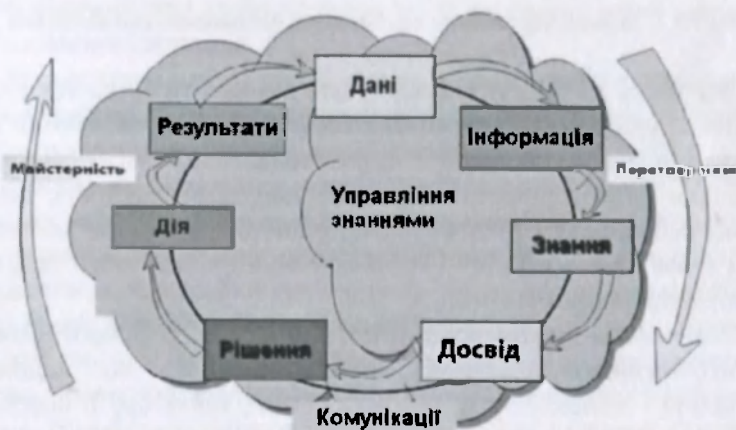 Дані
Результати
Інформація
Майстерність
Управління
знаннями
Дія
Знання
Рішення
Досвід
Комунікації